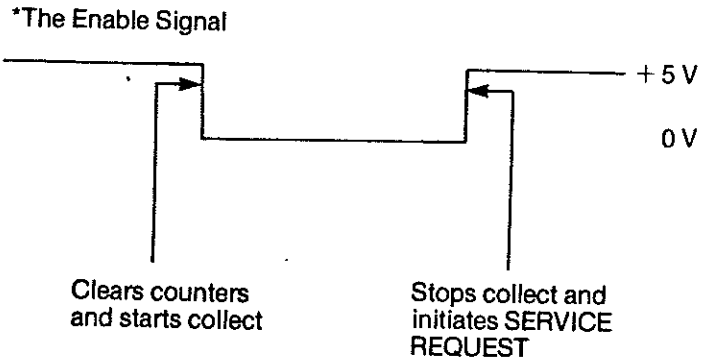 *The Enable Signal
+ 5 V
0 V
Clears counters
and starts collect
Stops collect and
initiates SERVICE
REQUEST